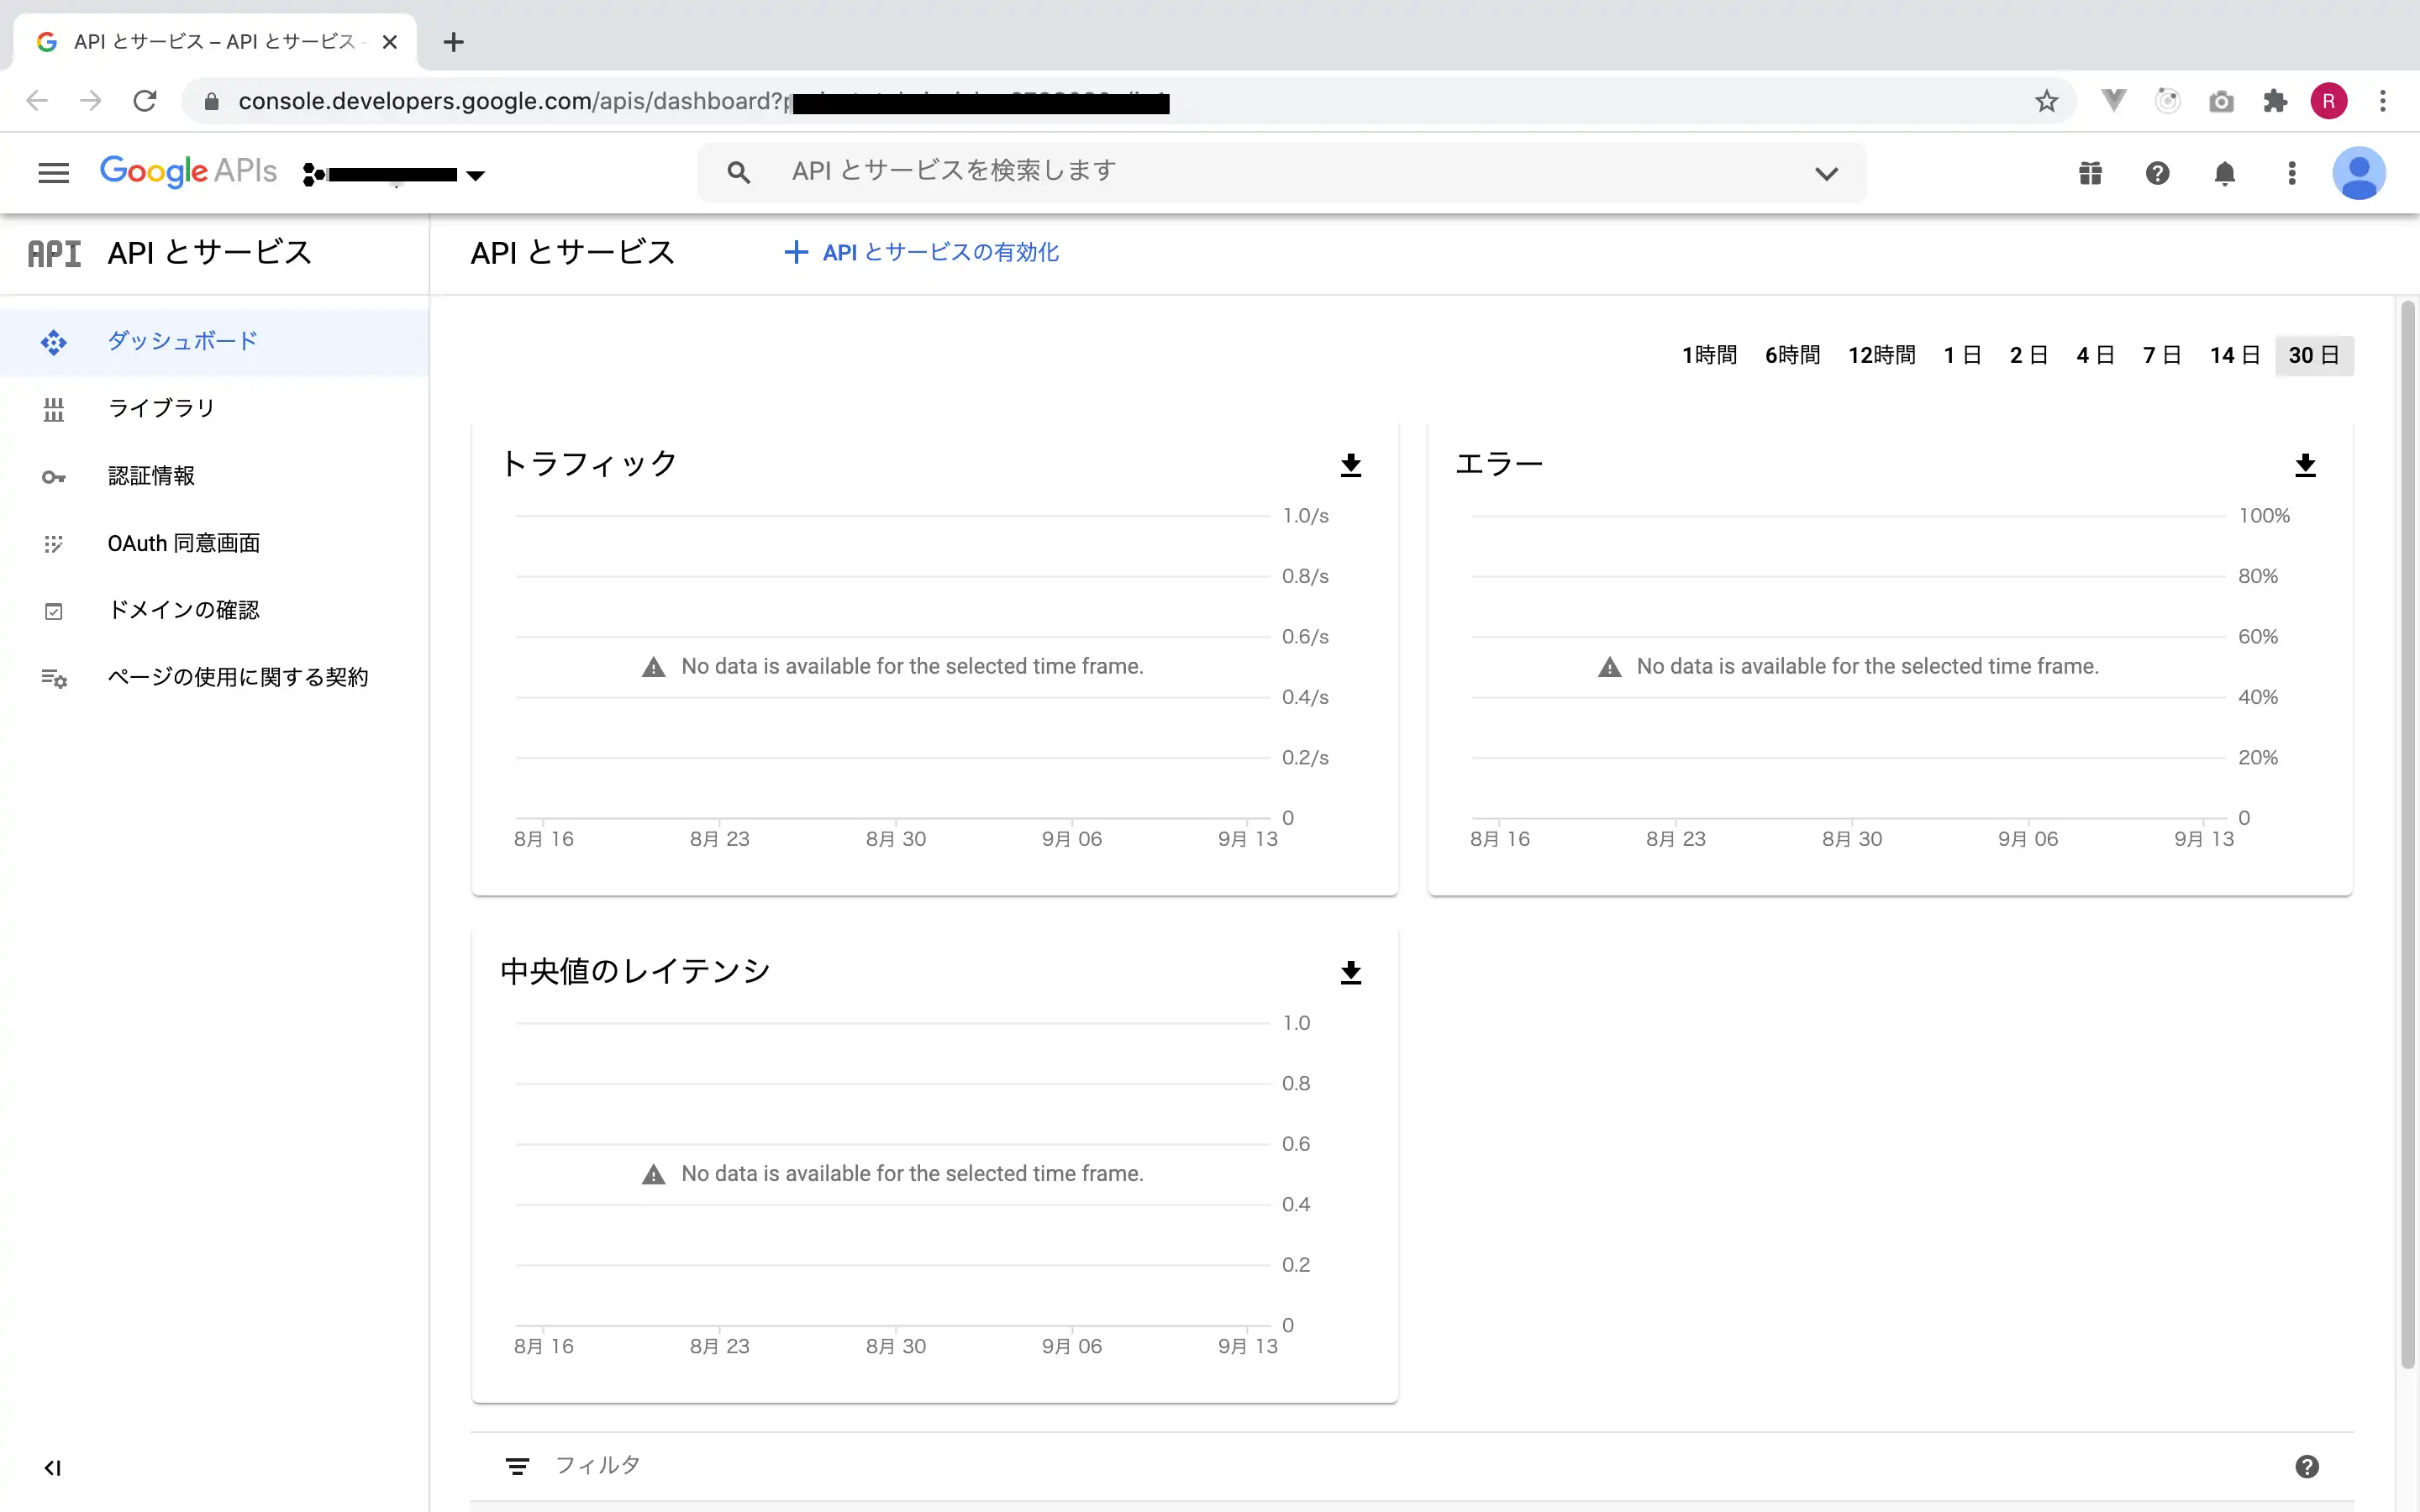 API とサービス – API とサービス -
console.developers.google.com/apis/dashboard?
R
Google APIs
API とサービスを検索します
API API とサービス
API とサービス
API とサービスの有効化
ダッシュボード
ライブラリ
認証情報
OAuth 同意画面
ドメインの確認
ページの使用に関する契約
1時間 6時間 12時間 1 日 2 日 4 日 7 日 14 日 30 日
トラフィック
1.0/s
0.8/s
0.6/s
No data is available for the selected time frame.
0.4/s
0.2/s
0
8月 16 8月 23 8月 30 9月 06 9月 13
エラー
100%
80%
60%
No data is available for the selected time frame.
40%
20%
0
8月 16 8月 23 8月 30 9月 06 9月 13
中央値のレイテンシ
1.0
0.8
0.6
No data is available for the selected time frame.
0.4
0.2
0
8月 16 8月 23 8月 30 9月 06 9月 13
フィルタ